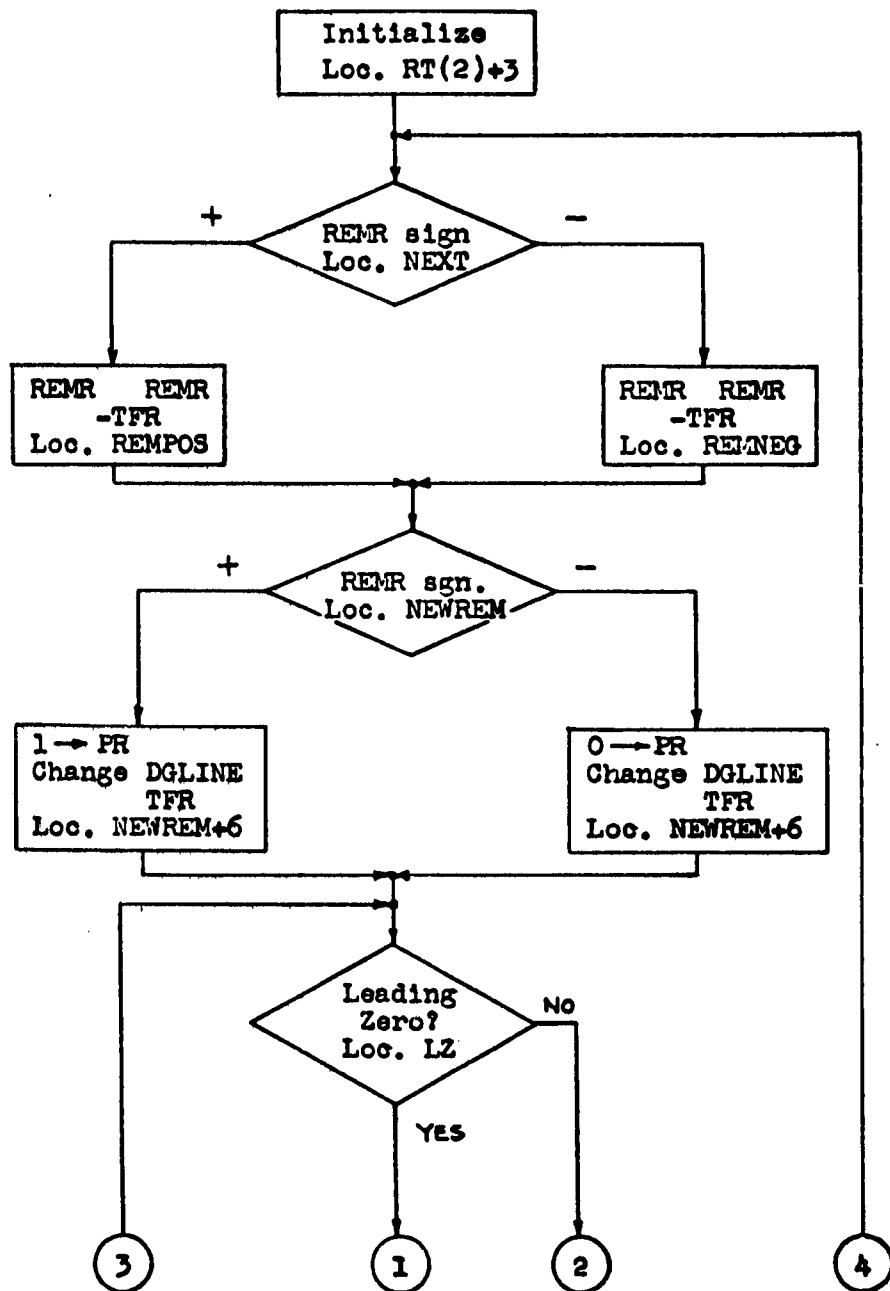 Initialize
Loc. RT(2)+3
+
-
REMR sign
Loc. NEXT
REMR REMR
-TFR
Loc. REMPOS
REMR REMR
-TFR
Loc. REMNEG
+
-
REMR sgn.
Loc. NEWREM
1 → PR
Change DGLINE
TFR
Loc. NEWREM+6
0 → PR
Change DGLINE
TFR
Loc. NEWREM+6
Leading
Zero?
Loc. LZ
NO
YES
3
1
2
4